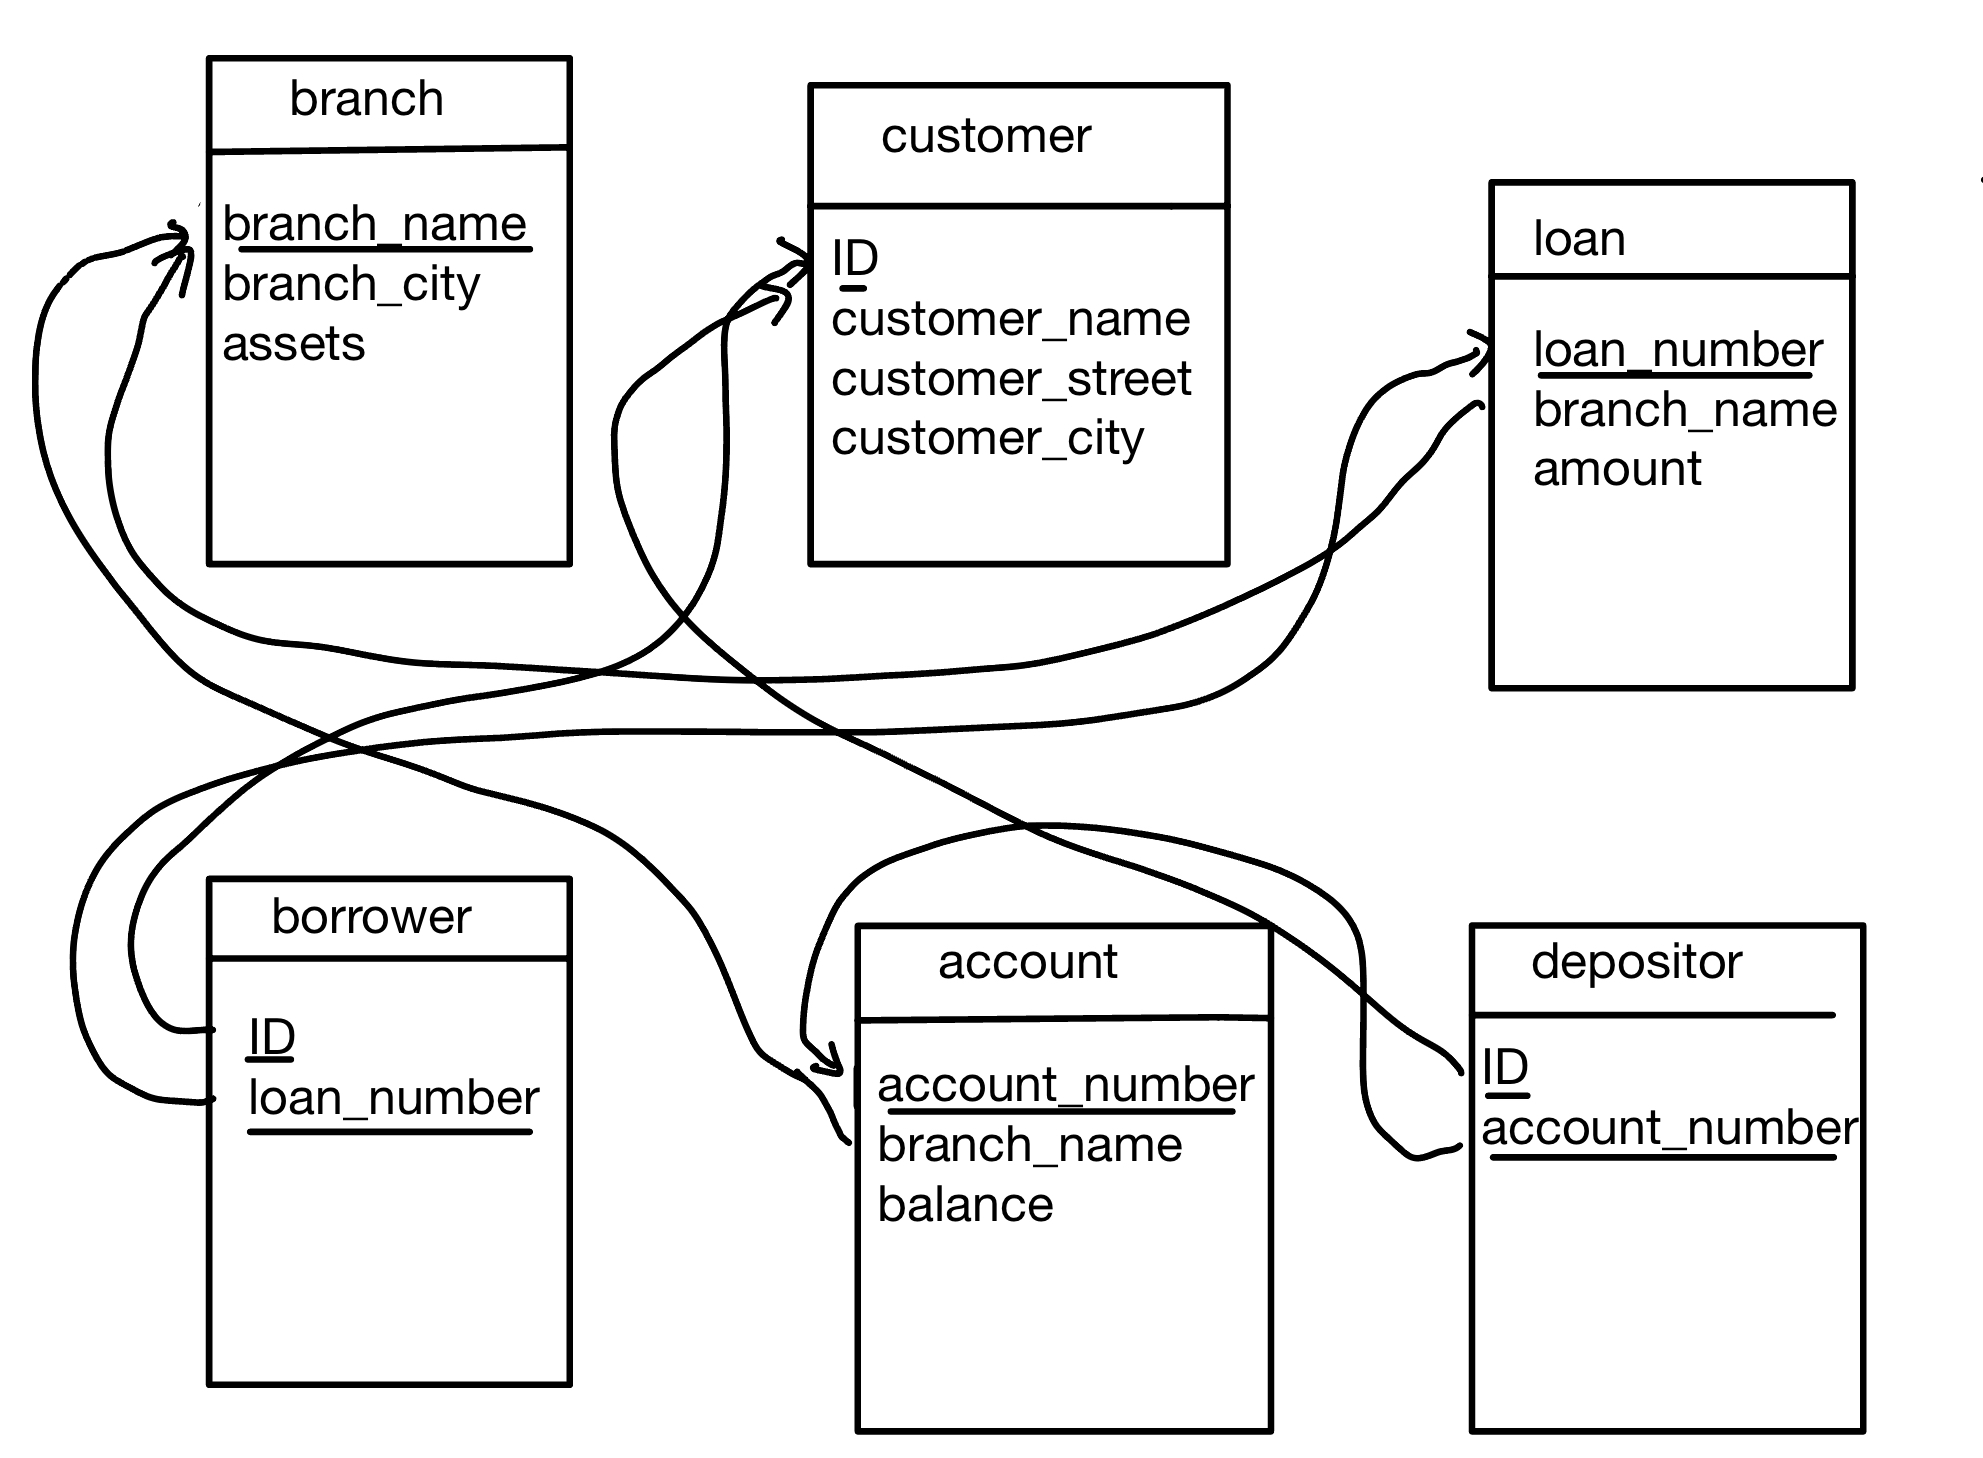 branch
branch_name
branch_city
assets
customer
ID
customer_name
customer_street
customer_city
loan
loan_number
branch_name
amount
borrower
ID
loan_number
account
account_number
branch_name
balance
depositor
ID
account_number